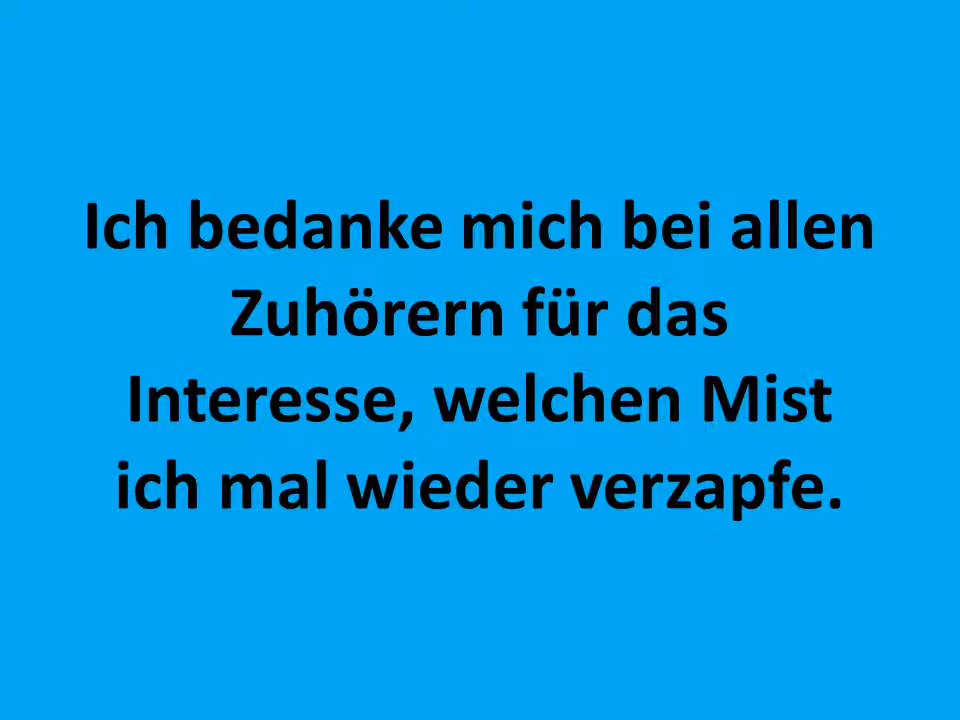 Ich bedanke mich bei allen
Zuhörern für das
Interesse, welchen Mist
ich mal wieder verzapfe.